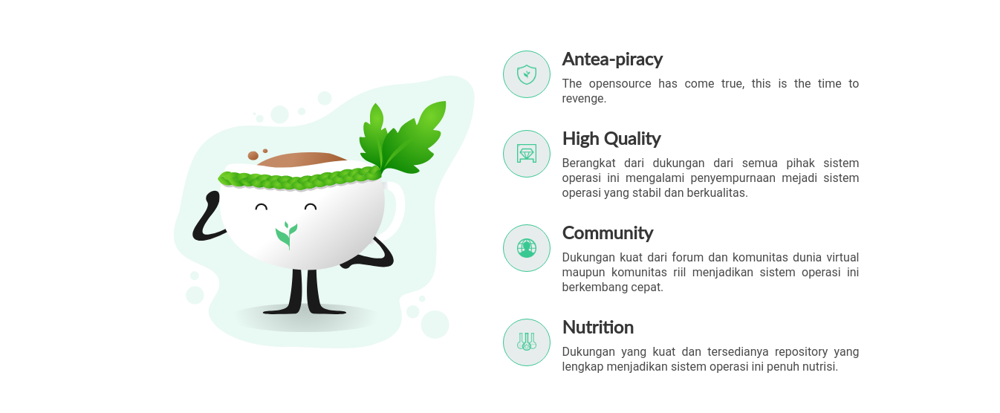 Antea-piracy
The opensource has come true, this is the time to
revenge.
High Quality
Berangkat dari dukungan dari semua pihak sistem
operasi ini mengalami penyempurnaan mejadi sistem
operasi yang stabil dan berkualitas.
Community
Dukungan kuat dari forum dan komunitas dunia virtual
maupun komunitas riil menjadikan sistem operasi ini
berkembang cepat.
Nutrition
Dukungan yang kuat dan tersedianya repository yang
lengkap menjadikan sistem operasi ini penuh nutrisi.